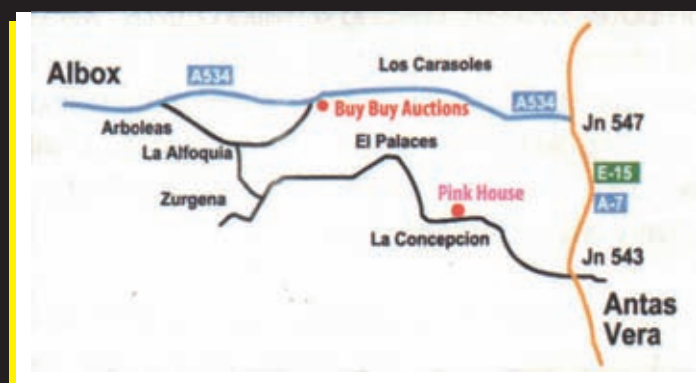 Albox
A534
Los Carasoles
A534
Buy Buy Auctions
Jn 547
Arboleas
El Palaces
La Alfoquia
E-15
Zurgena
Pink House
A-7
La Concepcion
Jn 543
Antas
Vera